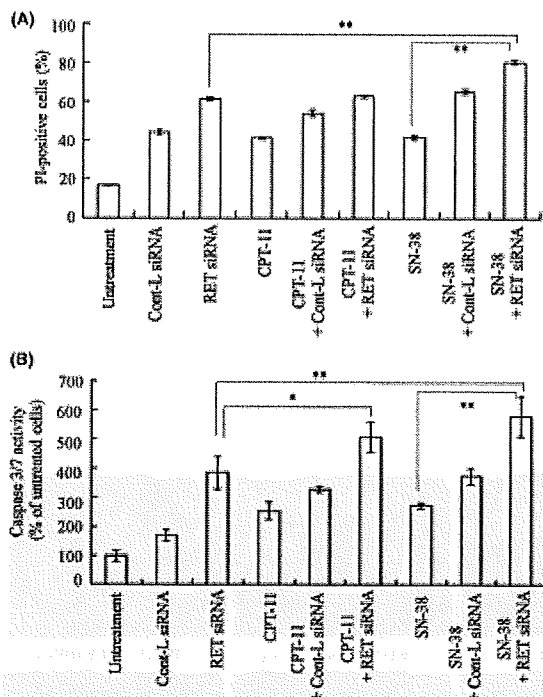 (A)
PI-positive cells (%)
100
80
60
40
20
0
**
**
Untreatment
Cont-L siRNA
RET siRNA
CPT-11
CPT-11
+ Cont-L siRNA
CPT-11
+ RET siRNA
SN-38
SN-38
+ Cont-L siRNA
SN-38
+ RET siRNA
(B)
Caspase 3/7 activity
(% of untreated cells)
700
600
500
400
300
200
100
0
**
*
**
Untreatment
Cont-L siRNA
RET siRNA
CPT-11
CPT-11
+Cont-L siRNA
CPT-11
+ RET siRNA
SN-38
SN-38
+Cont-L siRNA
SN-38
+ RET siRNA